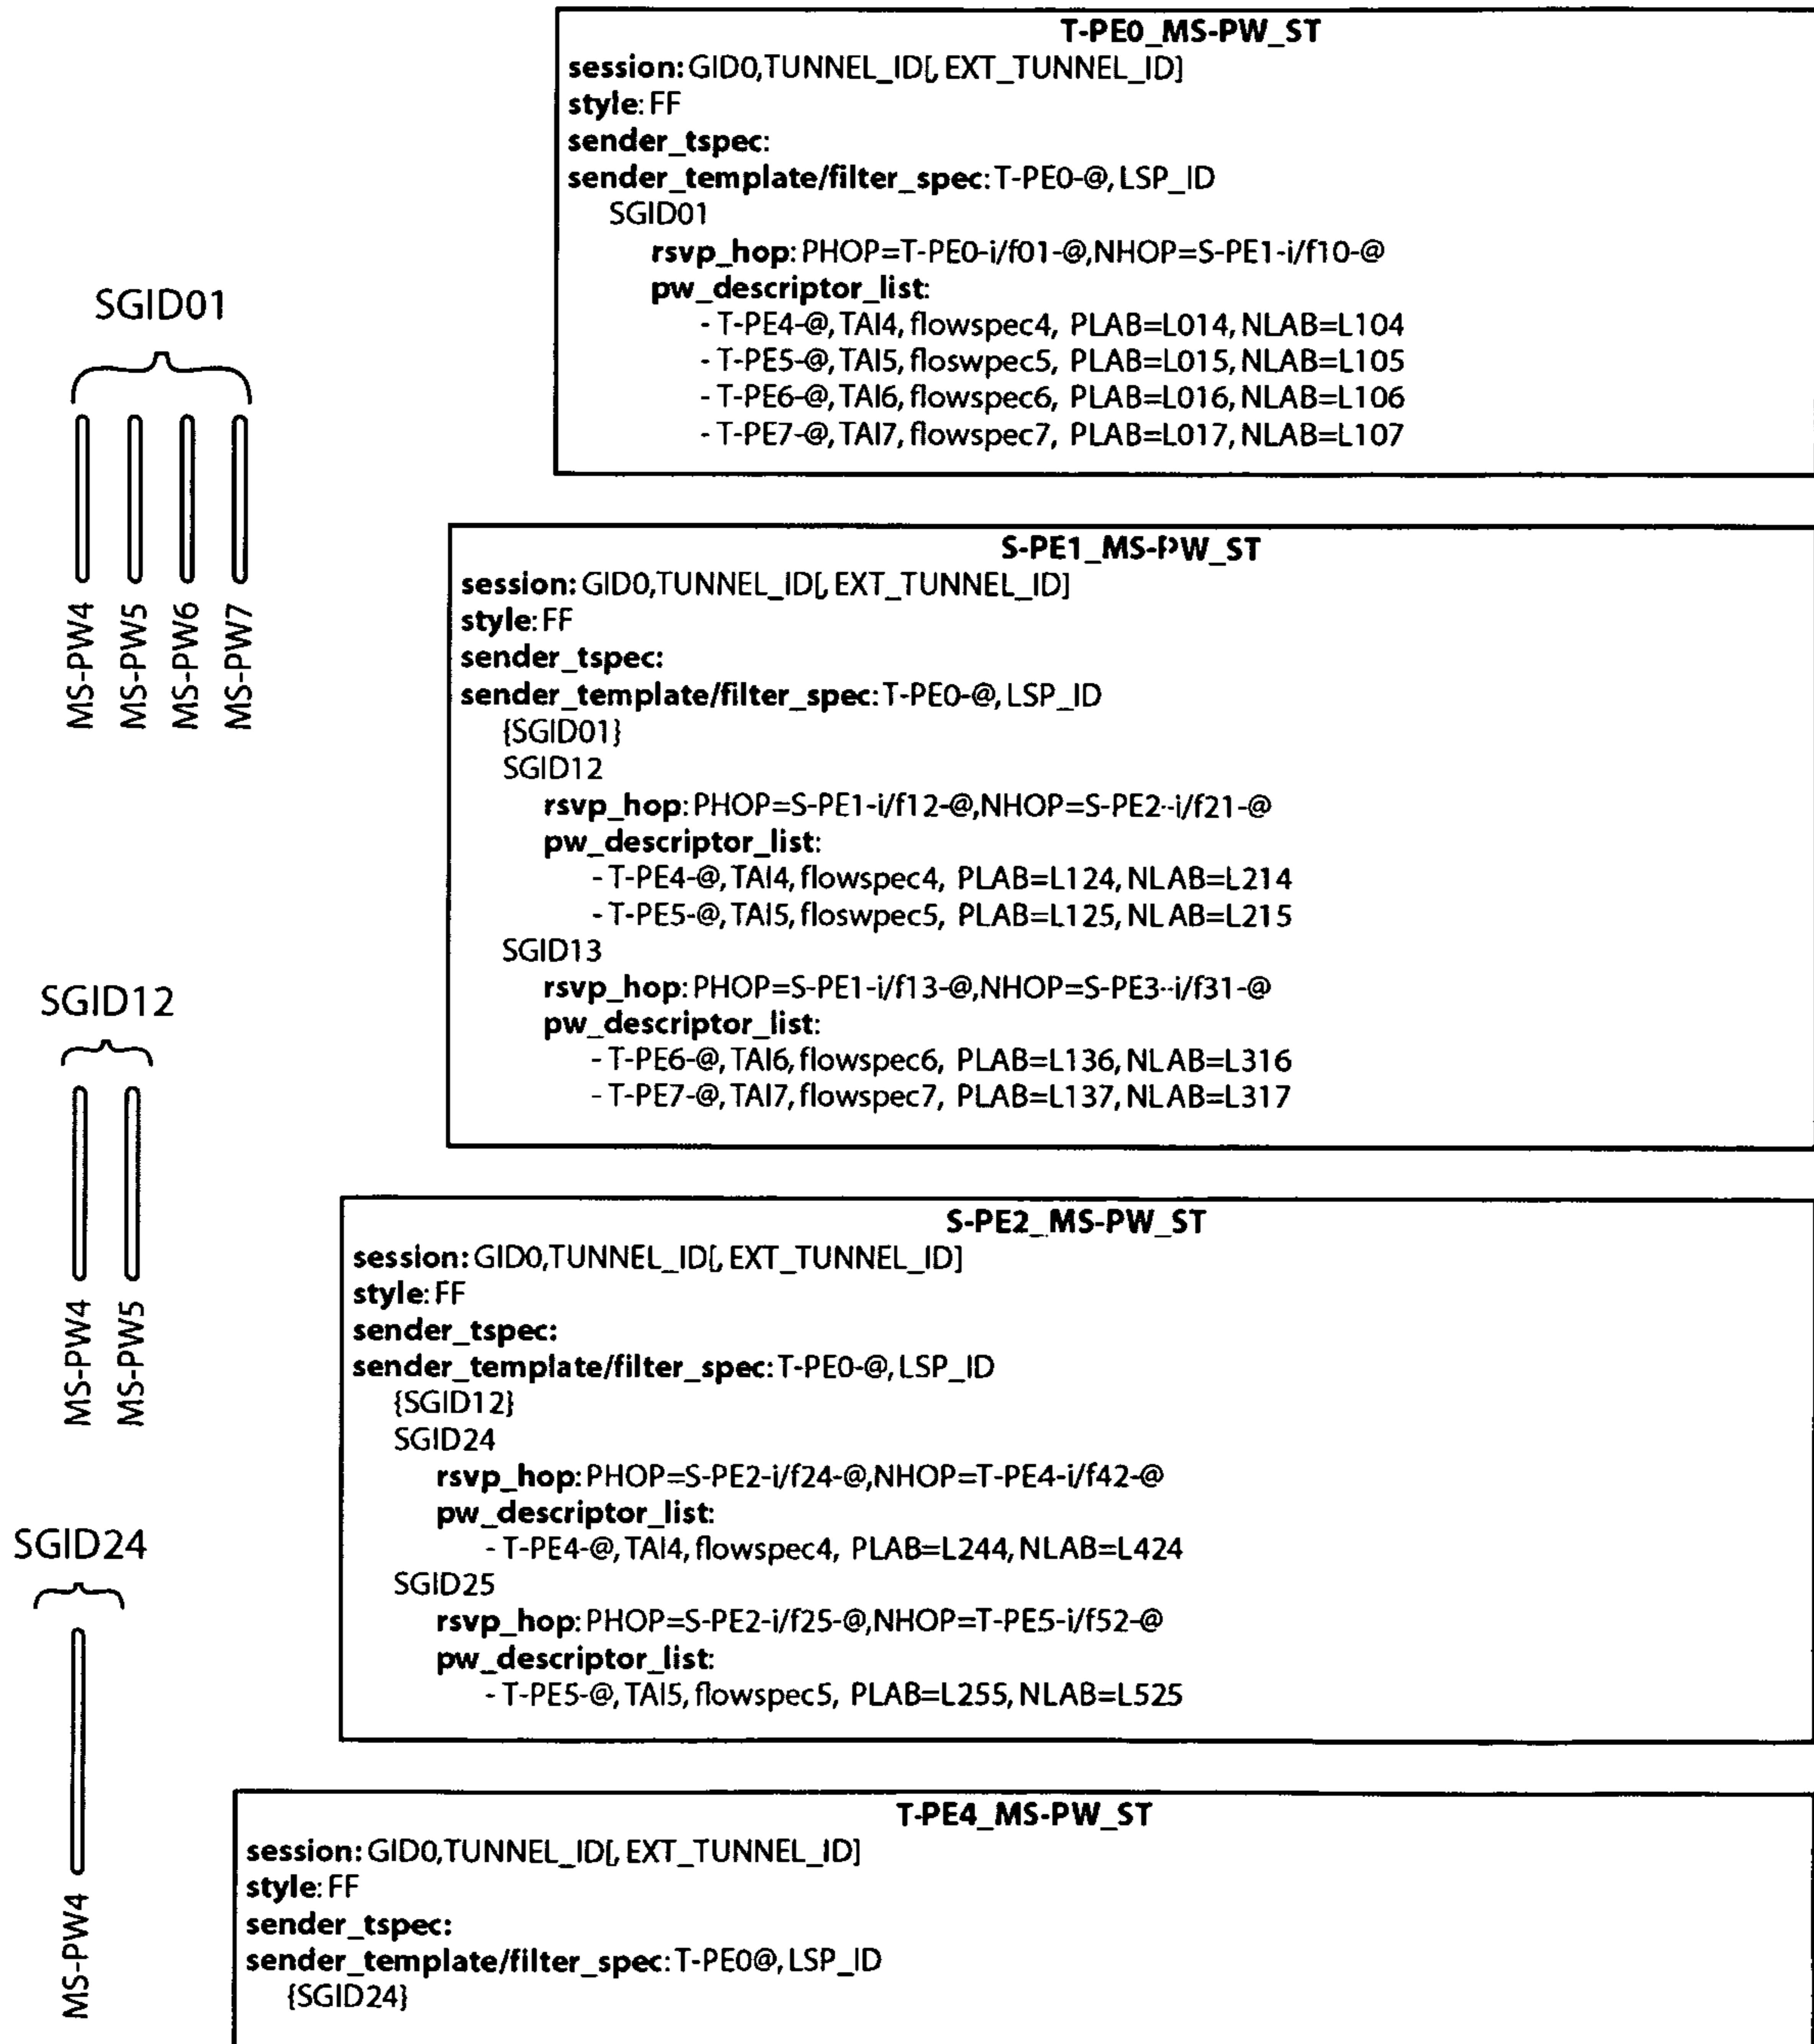 T-PE0_MS-PW_ST
session: GID0,TUNNEL_ID[, EXT_TUNNEL_ID]
style: FF
sender_tspec:
sender_template/filter_spec: T-PE0-@, LSP_ID
SGID01
rsvp_hop: PHOP=T-PE0-i/f01-@,NHOP=S-PE1-i/f10-@
pw_descriptor_list:
- T-PE4-@, TAI4, flowspec4, PLAB=L014, NLAB=L104
- T-PE5-@, TAI5, floswpec5, PLAB=L015, NLAB=L105
- T-PE6-@, TAI6, flowspec6, PLAB=L016, NLAB=L106
- T-PE7-@, TAI7, flowspec7, PLAB=L017, NLAB=L107
SGID01
MS-PW4
MS-PW5
MS-PW6
MS-PW7
S-PE1_MS-PW_ST
session: GID0,TUNNEL_ID[, EXT_TUNNEL_ID]
style: FF
sender_tspec:
sender_template/filter_spec: T-PE0-@, LSP_ID
{SGID01}
SGID12
rsvp_hop: PHOP=S-PE1-i/f12-@,NHOP=S-PE2-i/f21-@
pw_descriptor_list:
- T-PE4-@, TAI4, flowspec4, PLAB=L124, NLAB=L214
- T-PE5-@, TAI5, floswpec5, PLAB=L125, NLAB=L215
SGID13
rsvp_hop: PHOP=S-PE1-i/f13-@,NHOP=S-PE3-i/f31-@
pw_descriptor_list:
- T-PE6-@, TAI6, flowspec6, PLAB=L136, NLAB=L316
- T-PE7-@, TAI7, flowspec7, PLAB=L137, NLAB=L317
SGID12
MS-PW4
MS-PW5
S-PE2_MS-PW_ST
session: GID0,TUNNEL_ID[, EXT_TUNNEL_ID]
style: FF
sender_tspec:
sender_template/filter_spec: T-PE0-@, LSP_ID
{SGID12}
SGID24
rsvp_hop: PHOP=S-PE2-i/f24-@,NHOP=T-PE4-i/f42-@
pw_descriptor_list:
- T-PE4-@, TAI4, flowspec4, PLAB=L244, NLAB=L424
SGID25
rsvp_hop: PHOP=S-PE2-i/f25-@,NHOP=T-PE5-i/f52-@
pw_descriptor_list:
- T-PE5-@, TAI5, flowspec5, PLAB=L255, NLAB=L525
SGID24
MS-PW4
T-PE4_MS-PW_ST
session: GID0,TUNNEL_ID[, EXT_TUNNEL_ID]
style: FF
sender_tspec:
sender_template/filter_spec: T-PE0@, LSP_ID
{SGID24}